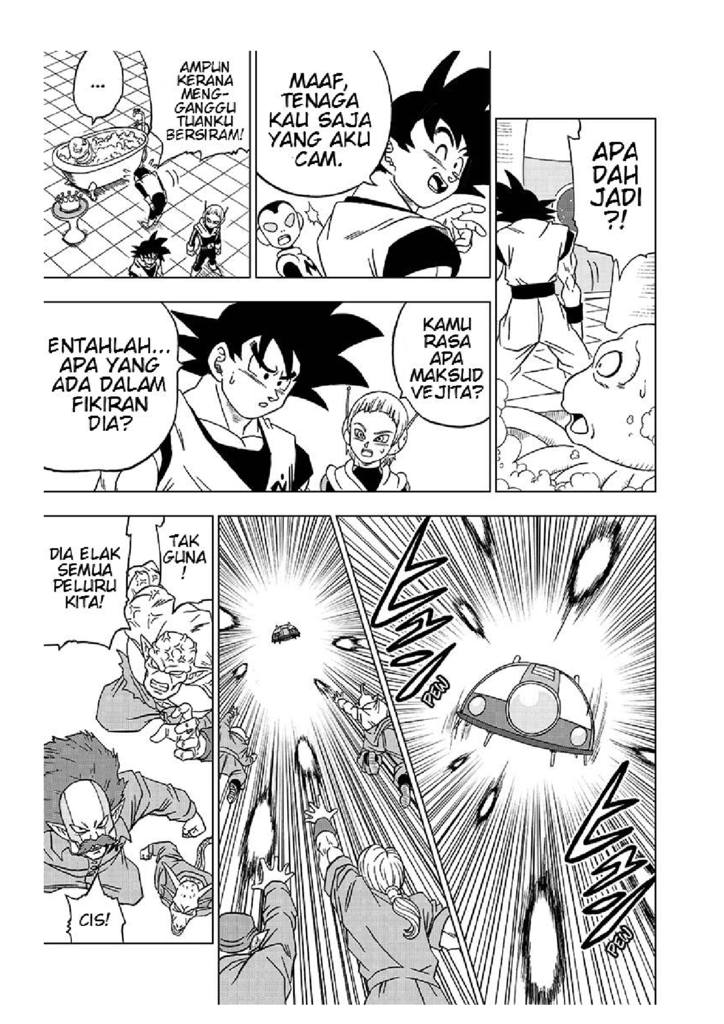 APA
DAH
JADI
?!
MAAF,
TENAGA
KAU SAJA
YANG AKU
CAM.
AMPUN
KERANA
MENG-
GANGGU
TUANKU
BERSIRAM!
...
KAMU
RASA
APA
MAKSUD
VEJITA?
ENTAHLAH...
APA YANG
ADA DALAM
FIKIRAN
DIA?
PEW
PEW
TAK
GUNA
!
DIA ELAK
SEMUA
PELURU
KITA!
CIS!